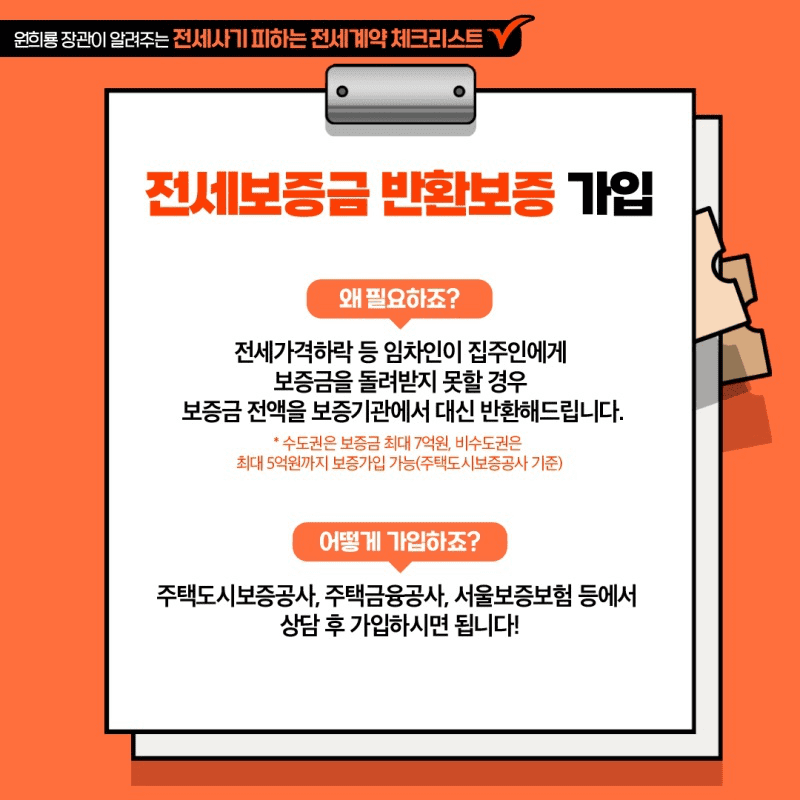 원희룡 장관이 알려주는 전세사기 피하는 전세계약 체크리스트
전세보증금 반환보증 가입
왜 필요하죠?
전세가격하락 등 임차인이 집주인에게
보증금을 돌려받지 못할 경우
보증금 전액을 보증기관에서 대신 반환해드립니다.
* 수도권은 보증금 최대 7억원, 비수도권은
최대 5억원까지 보증가입 가능(주택도시보증공사 기준)
어떻게 가입하죠?
주택도시보증공사, 주택금융공사, 서울보증보험 등에서
상담 후 가입하시면 됩니다!